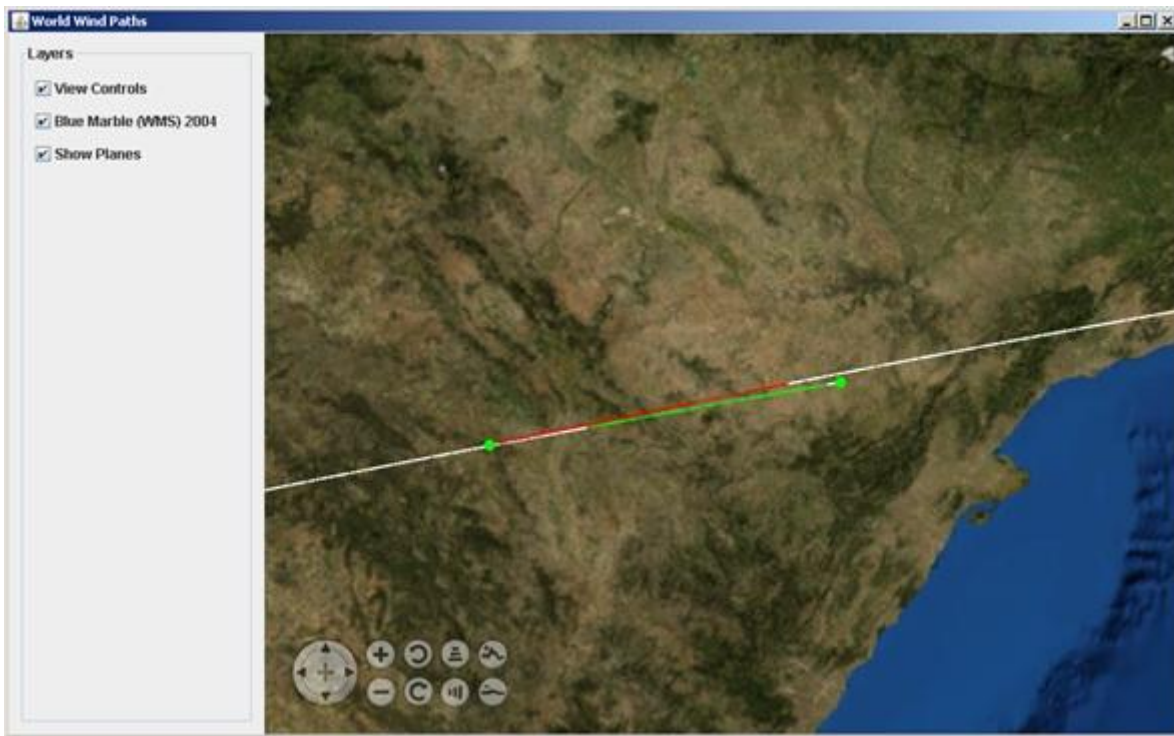 World Wind Paths
Layers
View Controls
Blue Marble (WMS) 2004
Show Planes